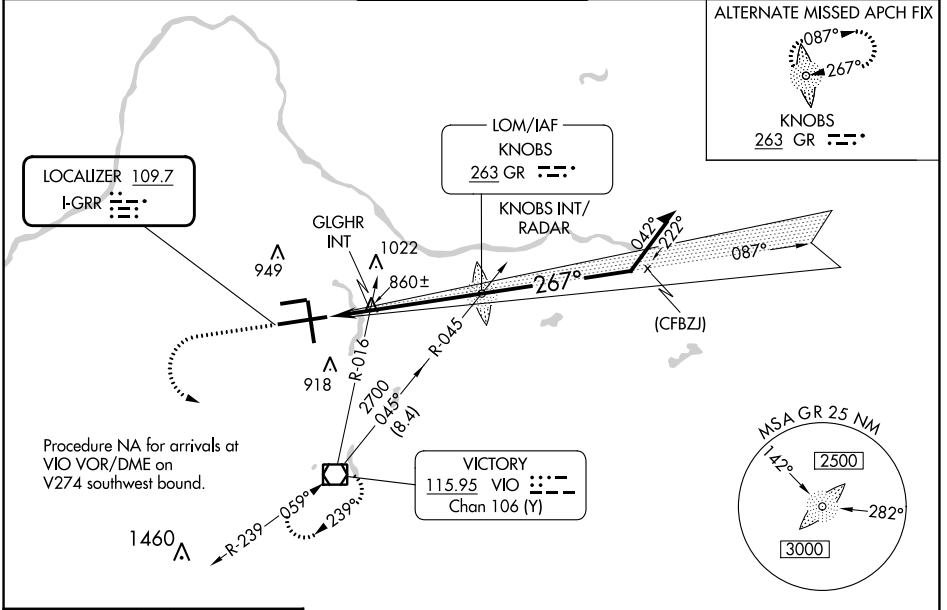 ALTERNATE MISSED APCH FIX
087°
267°
KNOBS
263 GR
LOM/IAF
KNOBS
263 GR
KNOBS INT/
RADAR
LOCALIZER 109.7
I-GRR
GLGHR
INT
1022
949
860±
042°
222°
087°
267°
(CFBZJ)
R-016
R-045
918
2700
045°
(8.4)
Procedure NA for arrivals at
VIO VOR/DME on
V274 southwest bound.
VICTORY
115.95 VIO
Chan 106 (Y)
R-239
059°
239°
1460
MSA GR 25 NM
142°
2500
282°
3000